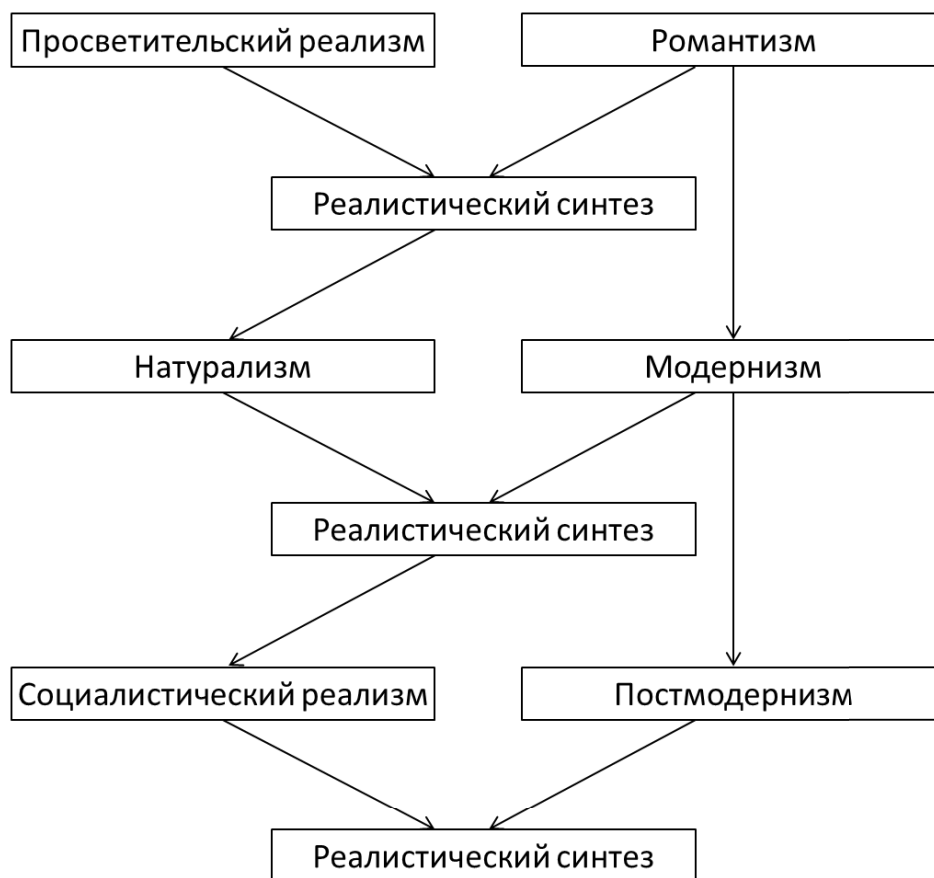 Просветительский реализм
Романтизм
Реалистический синтез
Натурализм
Модернизм
Реалистический синтез
Социалистический реализм
Постмодернизм
Реалистический синтез